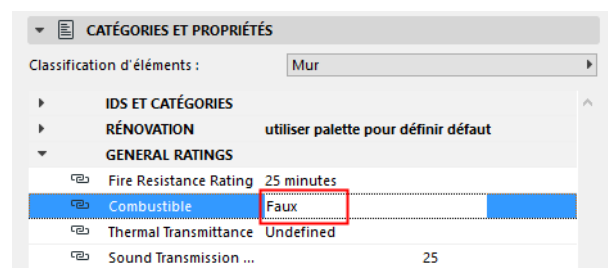 CATÉGORIES ET PROPRIÉTÉS
Classification d'éléments : Mur
IDS ET CATÉGORIES
RÉNOVATION utiliser palette pour définir défaut
GENERAL RATINGS
Fire Resistance Rating 25 minutes
Combustible Faux
Thermal Transmittance Undefined
Sound Transmission ... 25